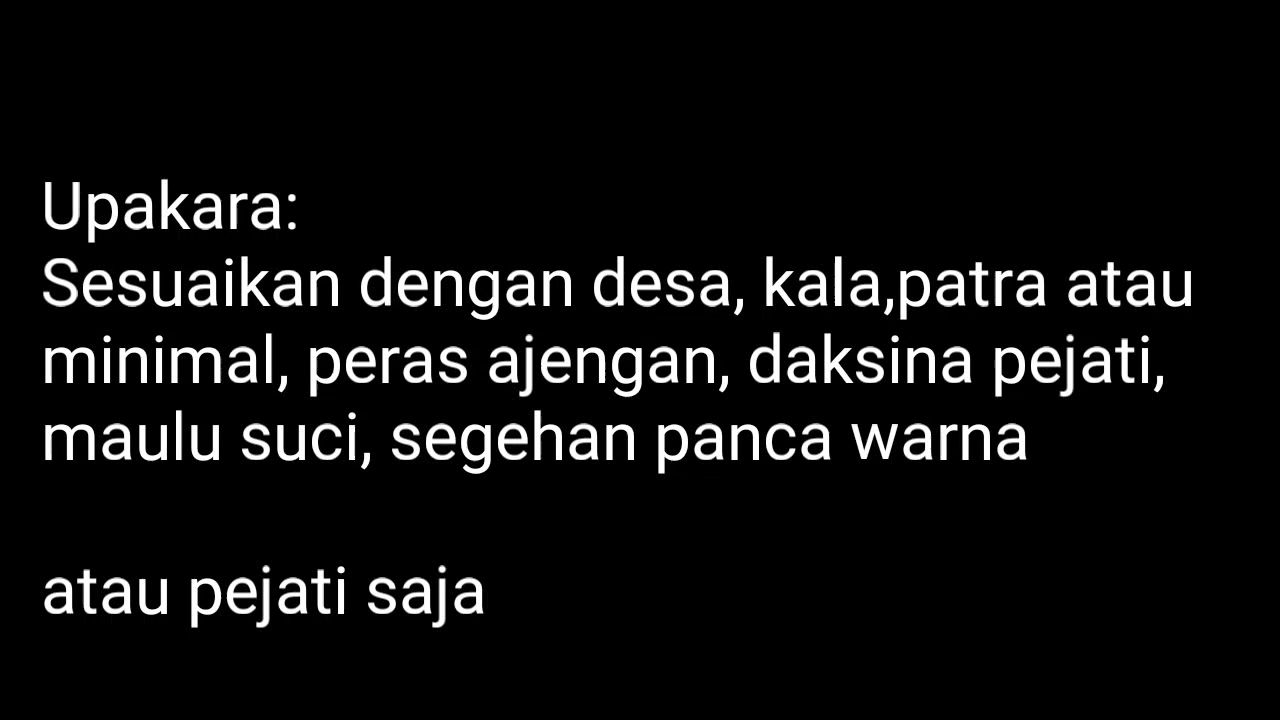 Upakara:
Sesuaikan dengan desa, kala,patra atau
minimal, peras ajengan, daksina pejati,
maulu suci, segehan panca warna
atau pejati saja